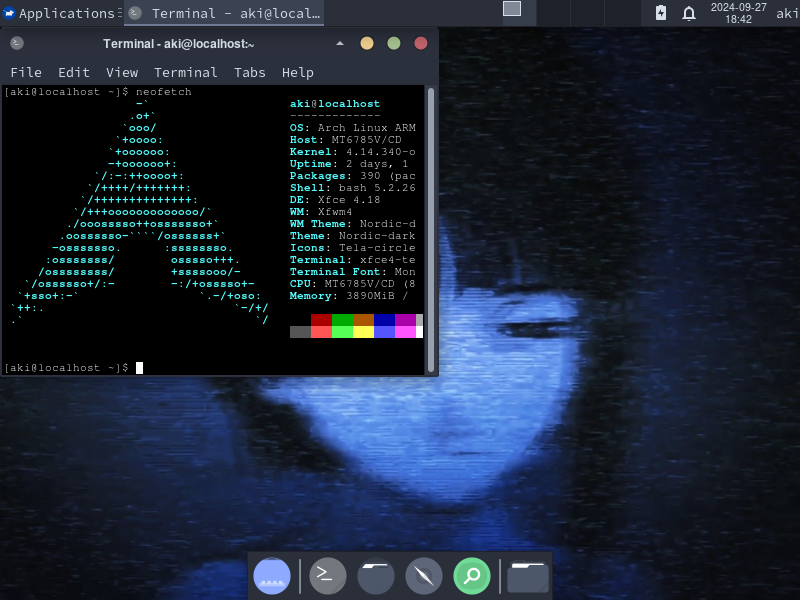 Applications
Terminal - aki@local...
2024-09-27
18:42
aki
Terminal - aki@localhost:~
File Edit View Terminal Tabs Help
[aki@localhost ~]$ neofetch
-`
.o+`
`ooo/
`+oooo:
`+oooooo:
-+oooooo+:
`/:-:++oooo+:
`/++++/+++++++:
`/++++++++++++++:
`/+++ooooooooooooo/`
./ooosssso++osssssso+`
.oossssso-````/ossssss+`
-osssssso.      :ssssssso.
:osssssss/        osssso+++.
/ossssssss/        +ssssooo/-
`/ossssso+/:-        -:/+osssso+-
`+sso+:-`                 `.-/+oso:
`++:.                           `-/+/
.`                                 `/
aki@localhost
-------------
OS: Arch Linux ARM
Host: MT6785V/CD
Kernel: 4.14.340-o
Uptime: 2 days, 1
Packages: 390 (pac
Shell: bash 5.2.26
DE: Xfce 4.18
WM: Xfwm4
WM Theme: Nordic-d
Theme: Nordic-dark
Icons: Tela-circle
Terminal: xfce4-te
Terminal Font: Mon
CPU: MT6785V/CD (8
Memory: 3890MiB /
[aki@localhost ~]$